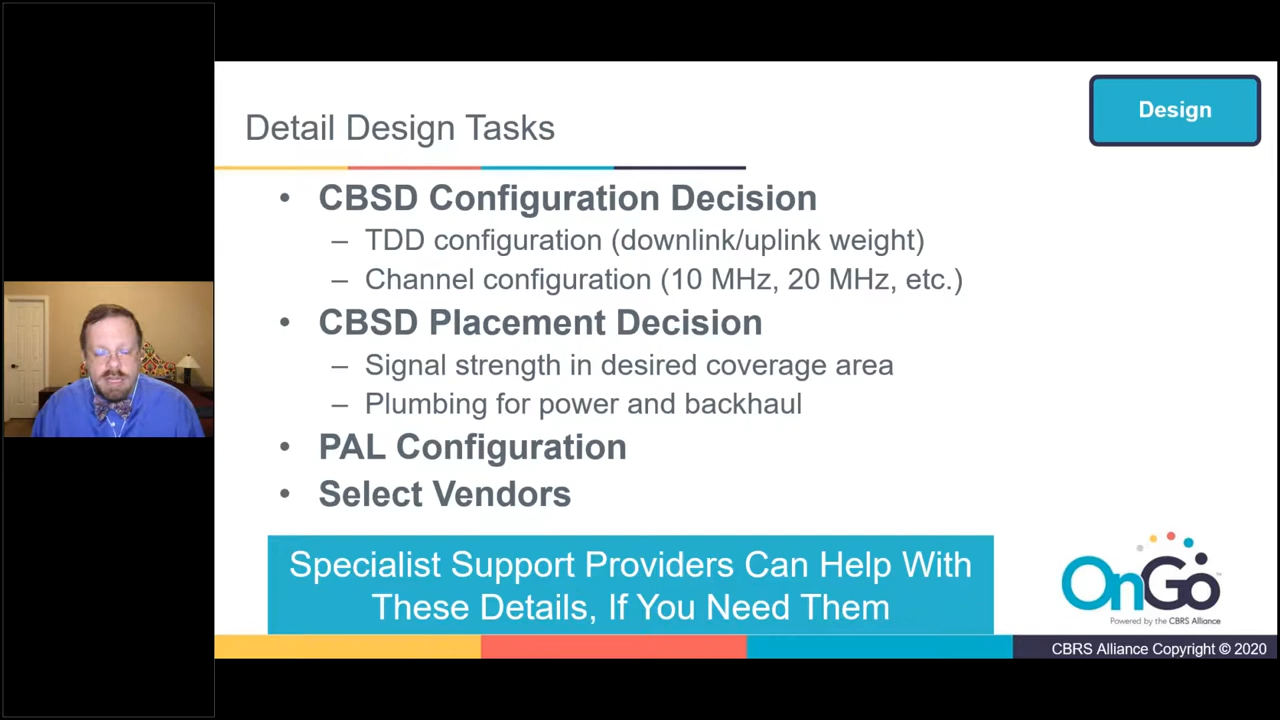 Detail Design Tasks
Design
• CBSD Configuration Decision
– TDD configuration (downlink/uplink weight)
– Channel configuration (10 MHz, 20 MHz, etc.)
• CBSD Placement Decision
– Signal strength in desired coverage area
– Plumbing for power and backhaul
• PAL Configuration
• Select Vendors
Specialist Support Providers Can Help With
These Details, If You Need Them
OnGo
Powered by the CBRS Alliance
CBRS Alliance Copyright © 2020